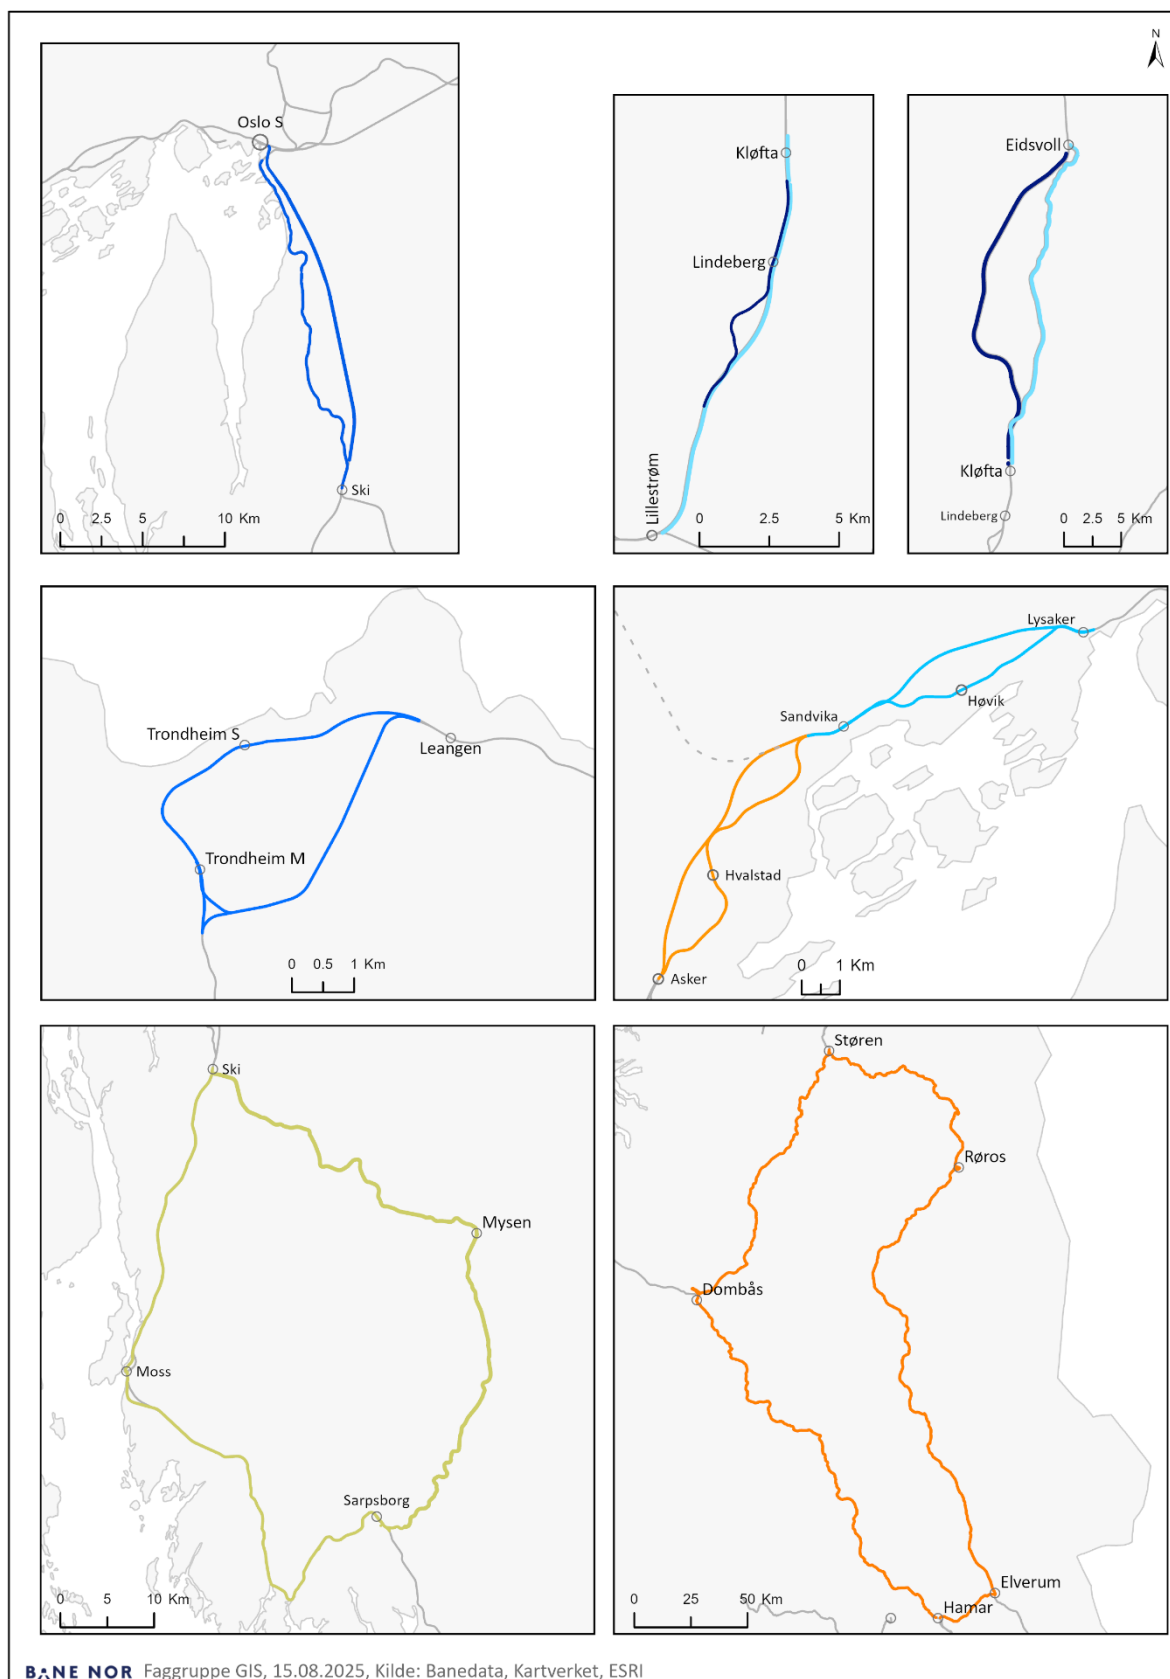 N
Oslo S
Ski
0 2.5 5 10 Km
Kløfta
Lindeberg
Lillestrøm
0 2.5 5 Km
Eidsvoll
Kløfta
Lindeberg
0 2.5 5 Km
Trondheim S
Leangen
Trondheim M
0 0.5 1 Km
Lysaker
Høvik
Sandvika
Hvalstad
Asker
0 1 Km
Ski
Mysen
Moss
Sarpsborg
0 5 10 Km
Støren
Røros
Dombås
Elverum
Hamar
0 25 50 Km
BANE NOR Faggruppe GIS, 15.08.2025, Kilde: Banedata, Kartverket, ESRI